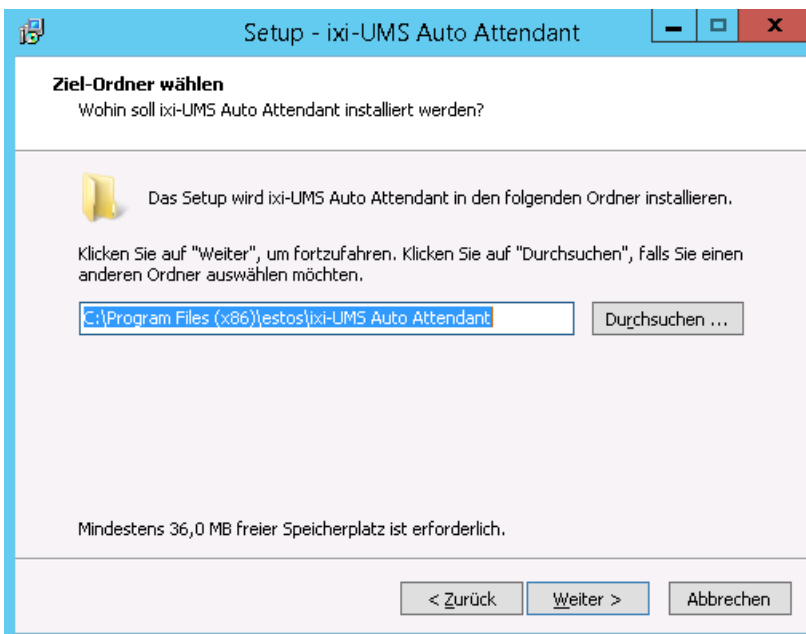 Setup - ixi-UMS Auto Attendant
Ziel-Ordner wählen
Wohin soll ixi-UMS Auto Attendant installiert werden?
Das Setup wird ixi-UMS Auto Attendant in den folgenden Ordner installieren.
Klicken Sie auf "Weiter", um fortzufahren. Klicken Sie auf "Durchsuchen", falls Sie einen
anderen Ordner auswählen möchten.
C:\Program Files (x86)\estos\ixi-UMS Auto Attendant
Durchsuchen ...
Mindestens 36,0 MB freier Speicherplatz ist erforderlich.
< Zurück
Weiter >
Abbrechen